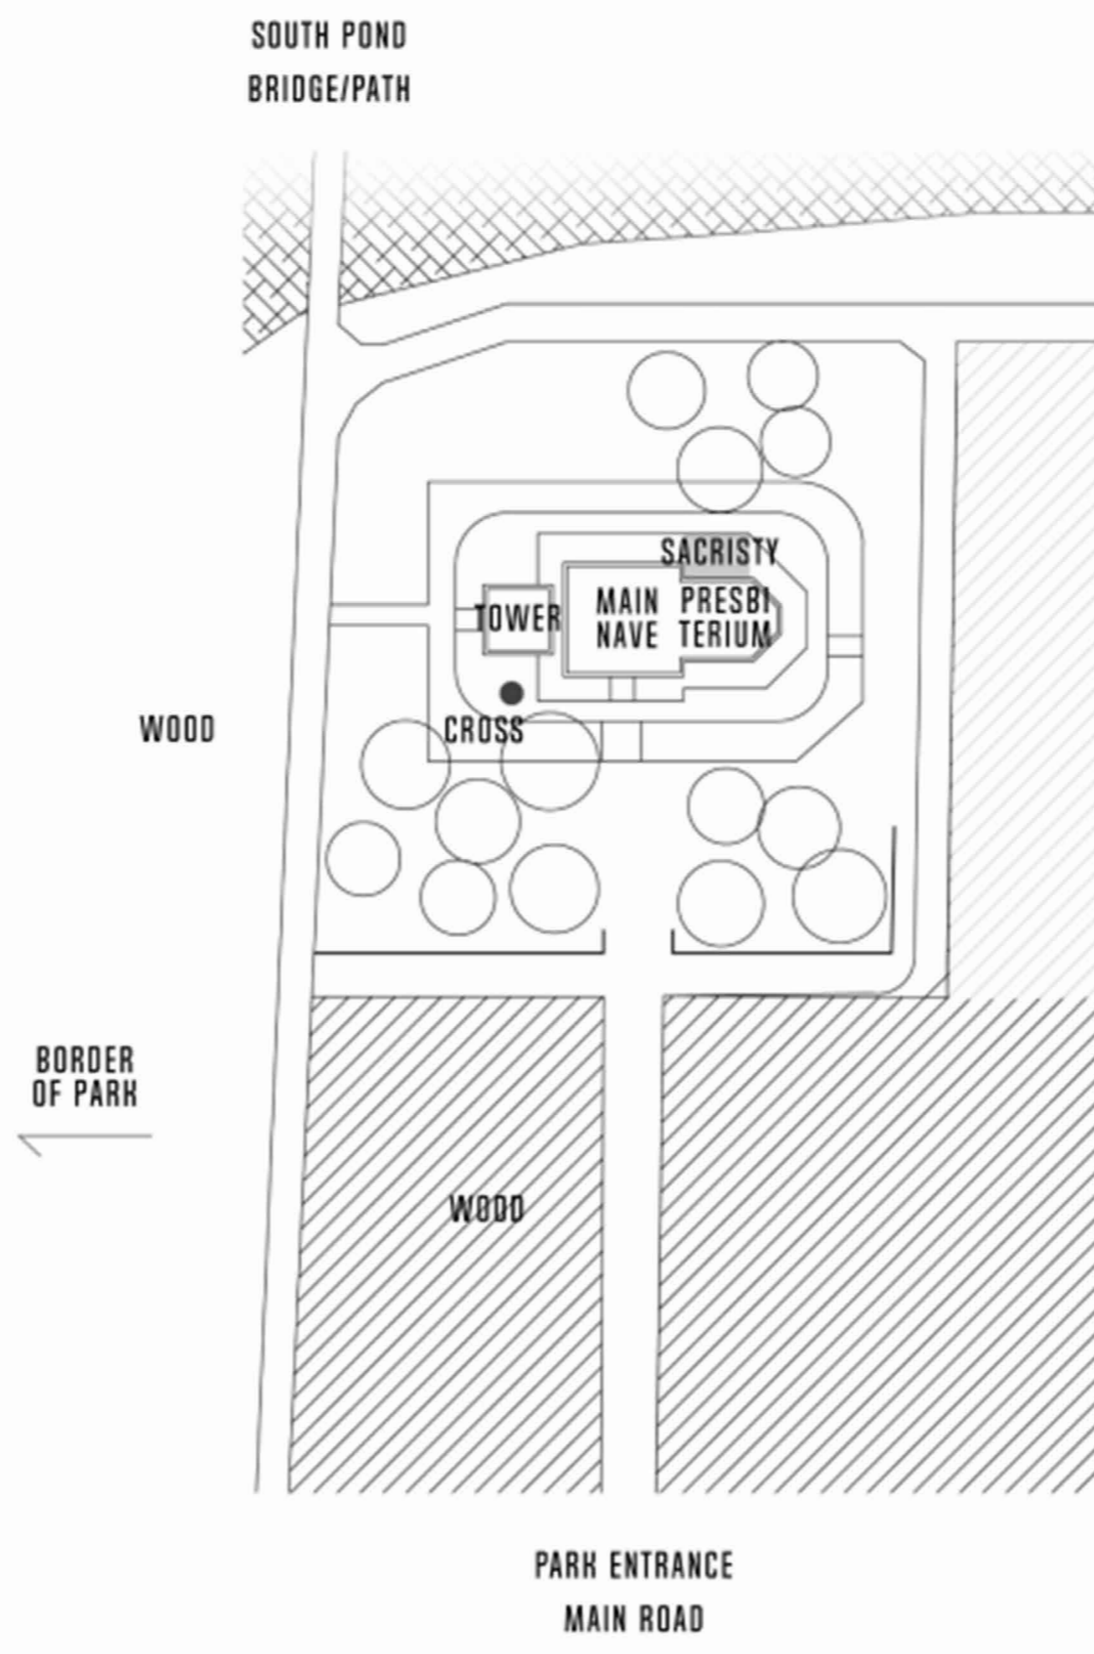 SOUTH POND
BRIDGE/PATH
SACRISTY
TOWER
MAIN
NAVE
PRESBI
TERIUM
CROSS
WOOD
BORDER
OF PARK
WOOD
PARK ENTRANCE
MAIN ROAD